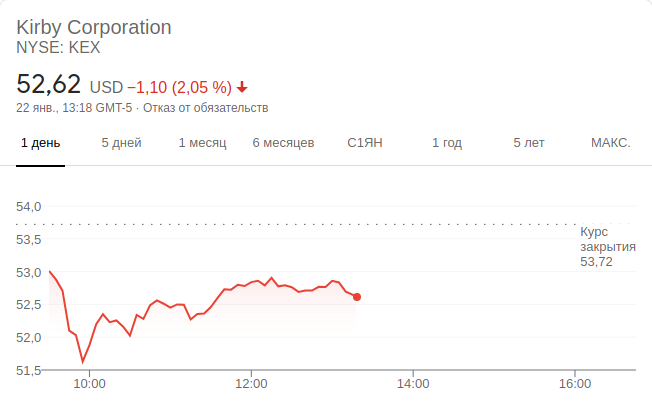 Kirby Corporation
NYSE: KEX
52,62 USD −1,10 (2,05 %)
22 янв., 13:18 GMT-5 · Отказ от обязательств
1 день 5 дней 1 месяц 6 месяцев С1ЯН 1 год 5 лет МАКС.
54,0
Курс
закрытия
53,72
53,5
53,0
52,5
52,0
51,5
10:00 12:00 14:00 16:00